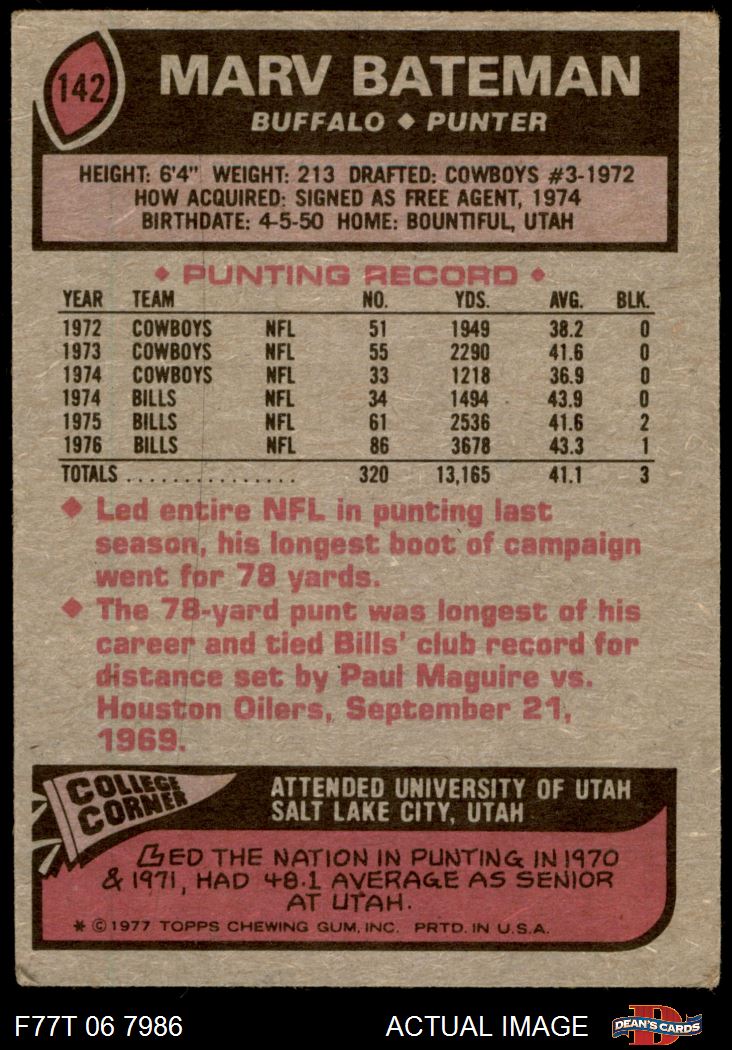 142
MARV BATEMAN
BUFFALO ◆ PUNTER
HEIGHT: 6'4" WEIGHT: 213 DRAFTED: COWBOYS #3-1972
HOW ACQUIRED: SIGNED AS FREE AGENT, 1974
BIRTHDATE: 4-5-50 HOME: BOUNTIFUL, UTAH
◆ PUNTING RECORD ◆
YEAR TEAM NO. YDS. AVG. BLK.
1972 COWBOYS NFL 51 1949 38.2 0
1973 COWBOYS NFL 55 2290 41.6 0
1974 COWBOYS NFL 33 1218 36.9 0
1974 BILLS NFL 34 1494 43.9 0
1975 BILLS NFL 61 2536 41.6 2
1976 BILLS NFL 86 3678 43.3 1
TOTALS ............... 320 13,165 41.1 3
◆ Led entire NFL in punting last
season, his longest boot of campaign
went for 78 yards.
◆ The 78-yard punt was longest of his
career and tied Bills' club record for
distance set by Paul Maguire vs.
Houston Oilers, September 21,
1969.
COLLEGE
CORNER
ATTENDED UNIVERSITY OF UTAH
SALT LAKE CITY, UTAH
LED THE NATION IN PUNTING IN 1970
& 1971, HAD 48.1 AVERAGE AS SENIOR
AT UTAH.
* © 1977 TOPPS CHEWING GUM, INC. PRTD. IN U.S.A.
F77T 06 7986 ACTUAL IMAGE
D
DEAN'S CARDS